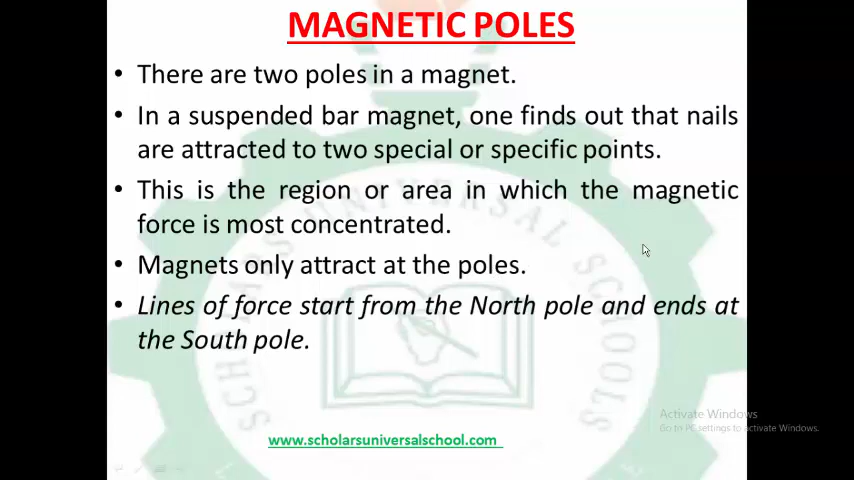 MAGNETIC POLES
• There are two poles in a magnet.
• In a suspended bar magnet, one finds out that nails
are attracted to two special or specific points.
• This is the region or area in which the magnetic
force is most concentrated.
• Magnets only attract at the poles.
• Lines of force start from the North pole and ends at
the South pole.
SCHOLARS UNIVERSAL SCHOOLS
Activate Windows
Go to PC settings to activate Windows.
www.scholarsuniversalschool.com